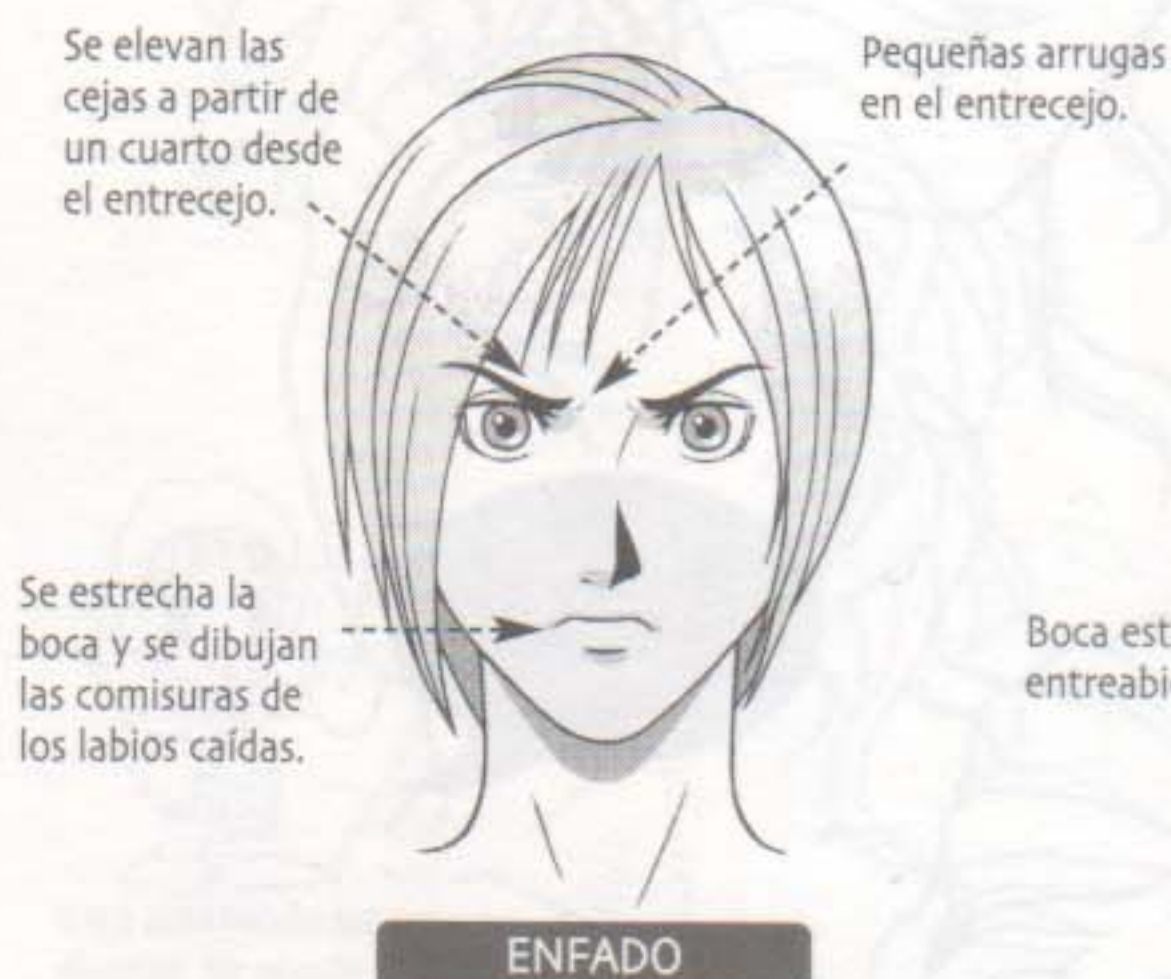 Se elevan las
cejas a partir de
un cuarto desde
el entrecejo.
Pequeñas arrugas
en el entrecejo.
Se estrecha la
boca y se dibujan
las comisuras de
los labios caídas.
Boca
ENFADO